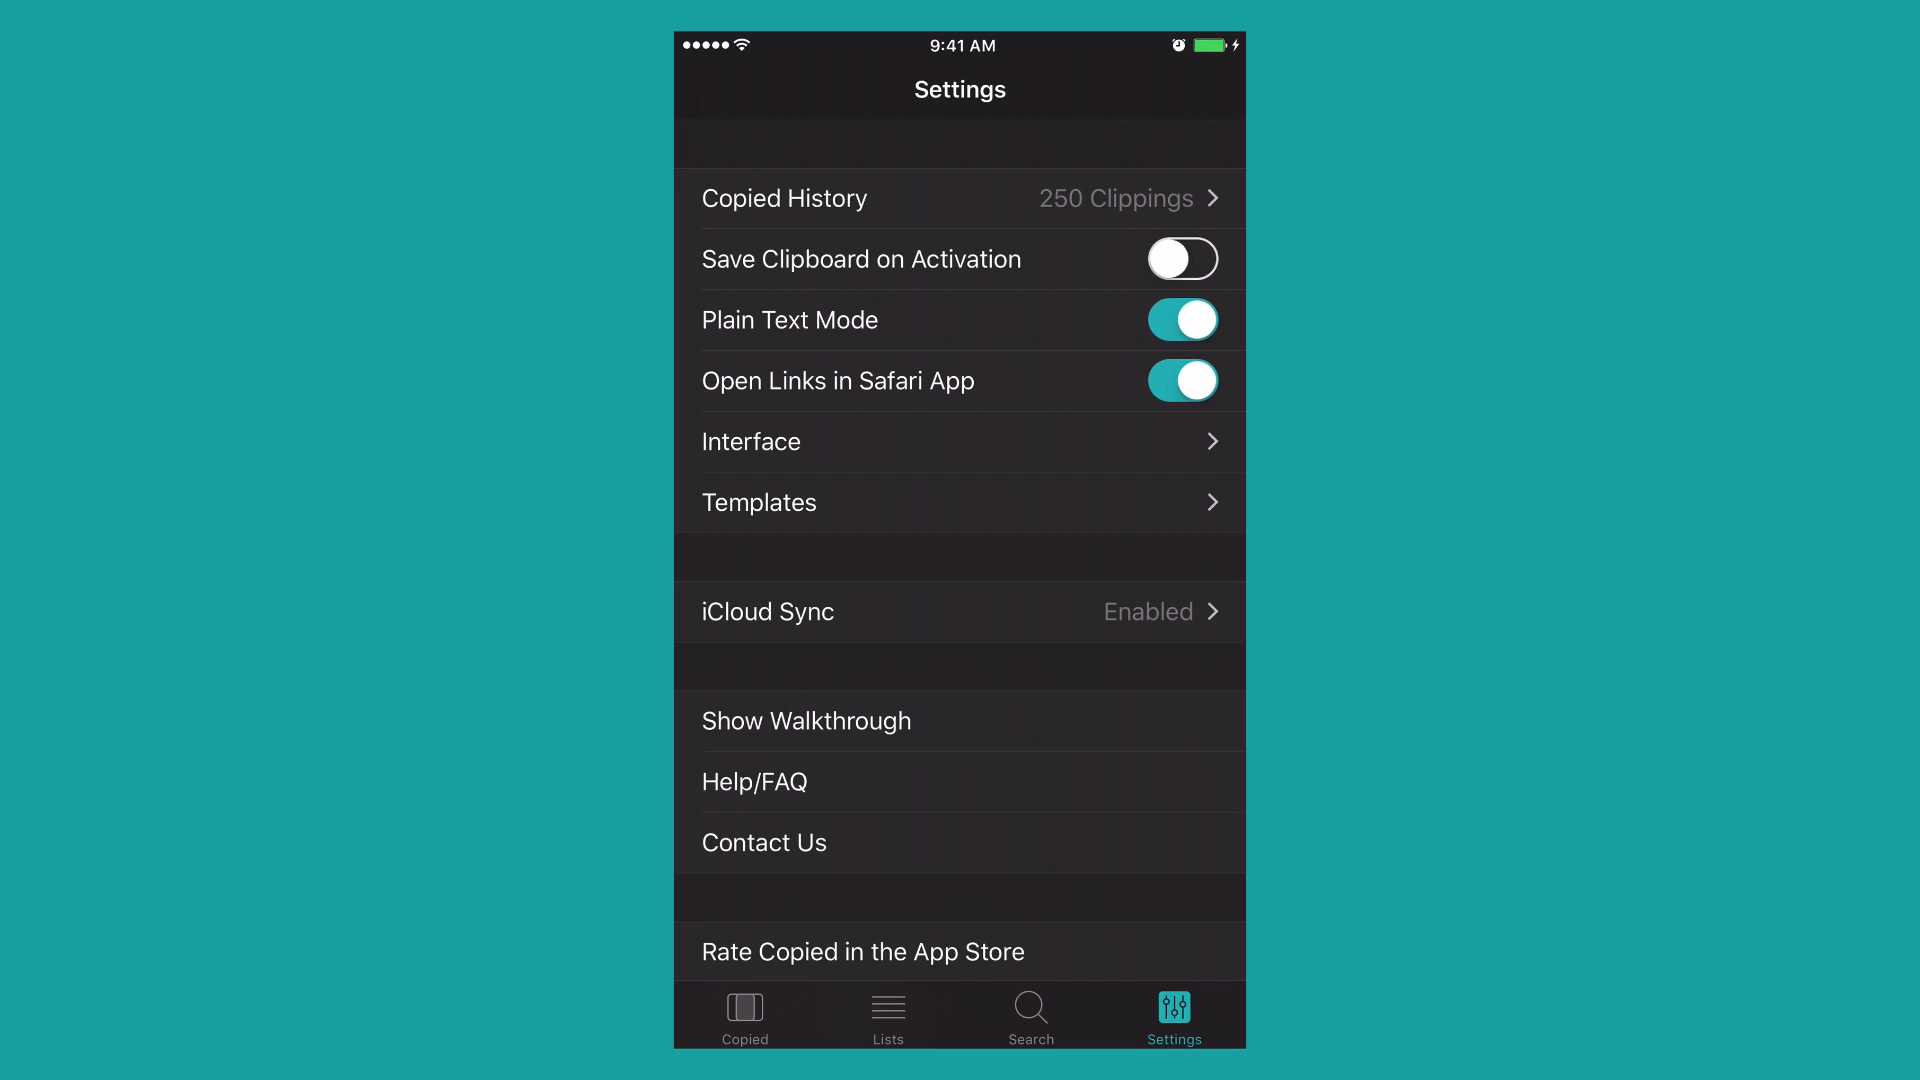 9:41 AM
Settings
Copied History 250 Clippings
Save Clipboard on Activation
Plain Text Mode
Open Links in Safari App
Interface
Templates
iCloud Sync Enabled
Show Walkthrough
Help/FAQ
Contact Us
Rate Copied in the App Store
Copied Lists Search Settings